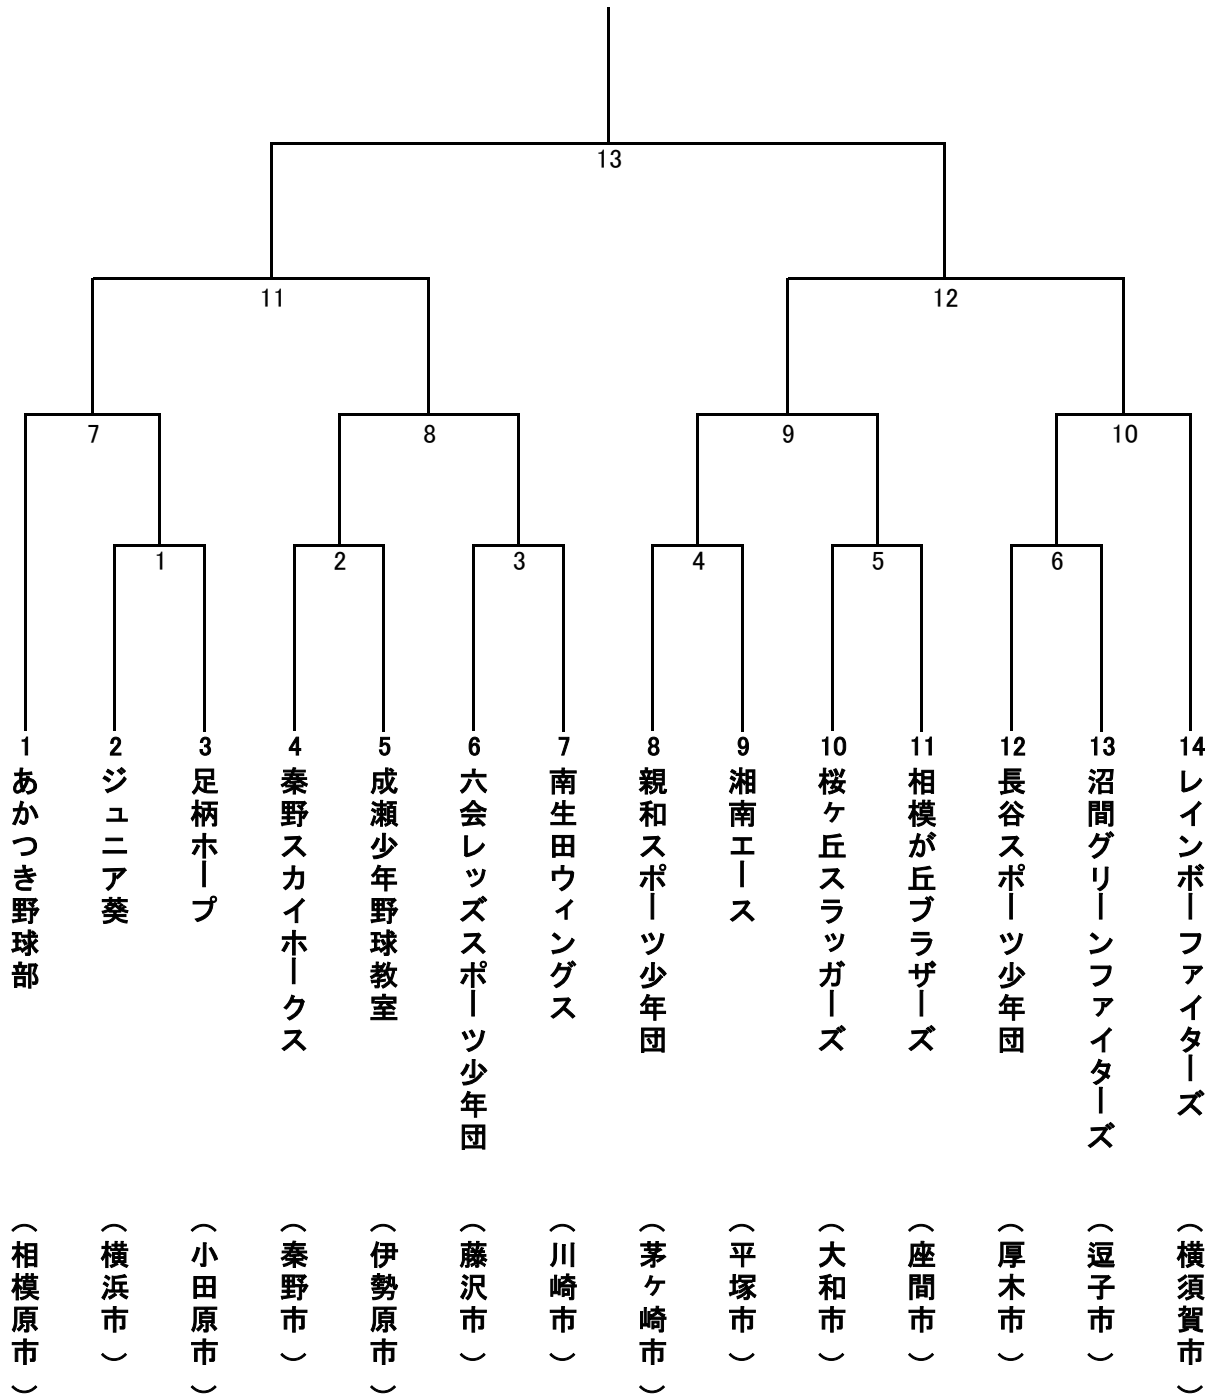 13
11
12
7
8
9
10
1
2
3
4
5
6
1 あかつき野球部 (相模原市)
2 ジュニア葵 (横浜市)
3 足柄ホープ (小田原市)
4 秦野スカイホークス (秦野市)
5 成瀬少年野球教室 (伊勢原市)
6 六会レッズスポーツ少年団 (藤沢市)
7 南生田ウィングス (川崎市)
8 親和スポーツ少年団 (茅ヶ崎市)
9 湘南エース (平塚市)
10 桜ヶ丘スラッガーズ (大和市)
11 相模が丘ブラザーズ (座間市)
12 長谷スポーツ少年団 (厚木市)
13 沼間グリーンファイターズ (逗子市)
14 レインボーファイターズ (横須賀市)